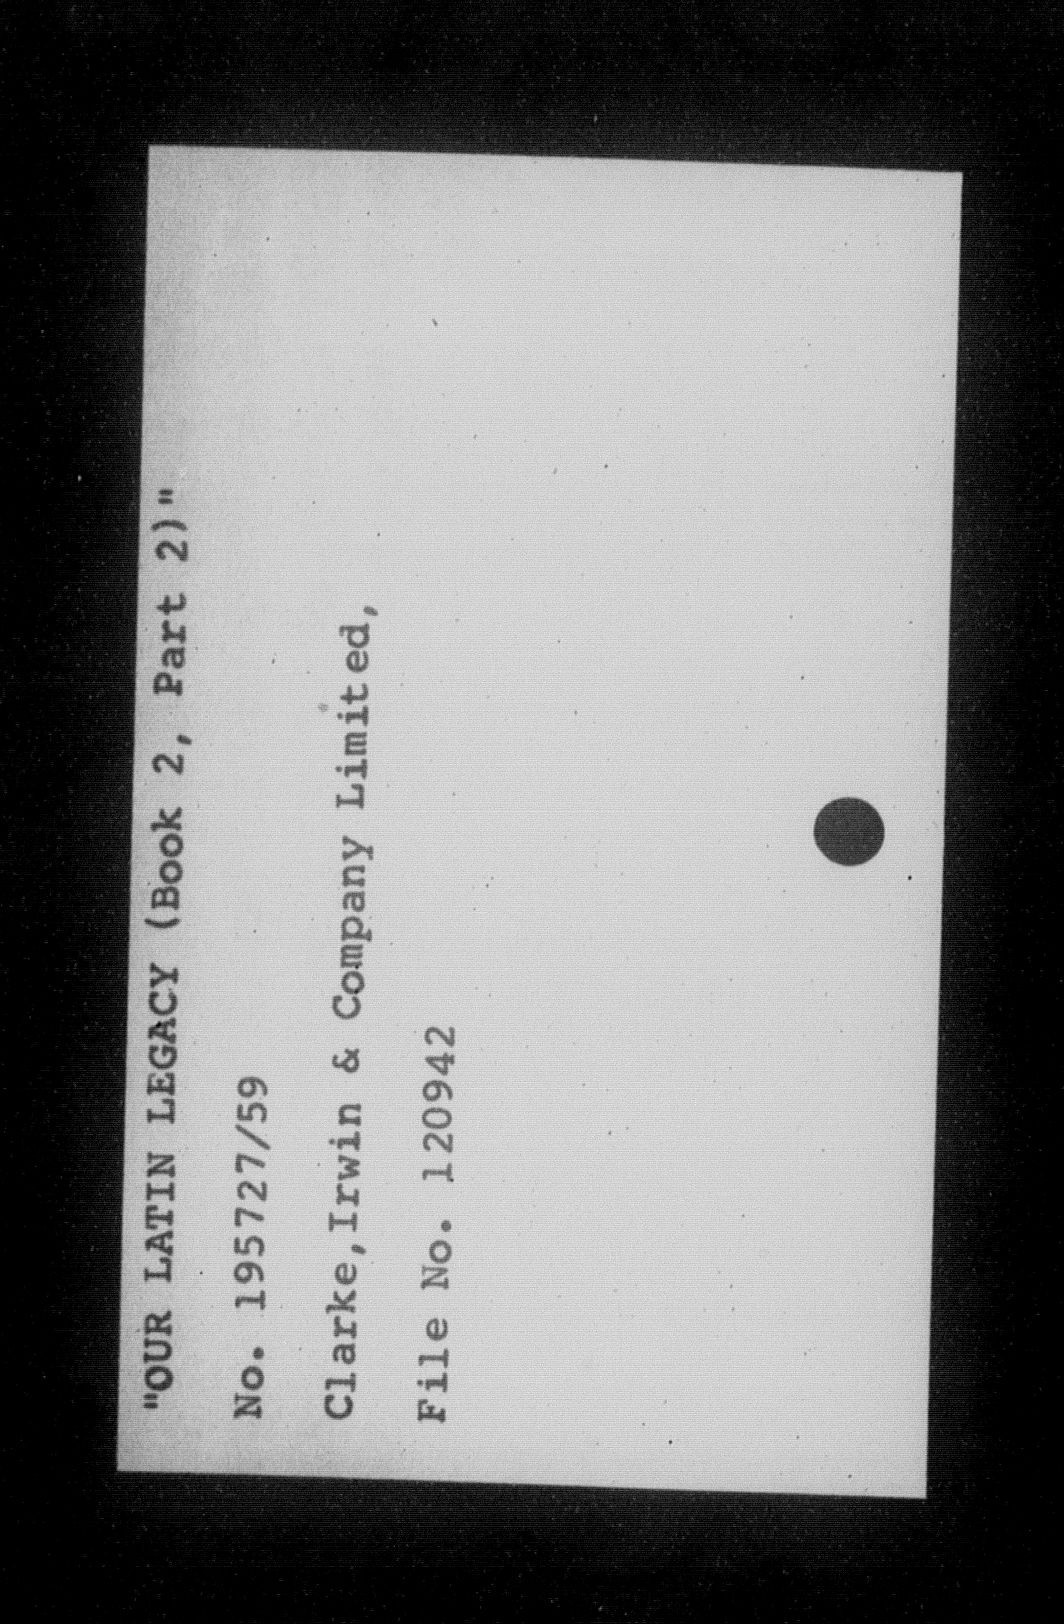 "OUR LATIN LEGACY (Book 2, Part 2)"
No. 195727/59
Clarke,Irwin & Company Limited,
File No. 120942